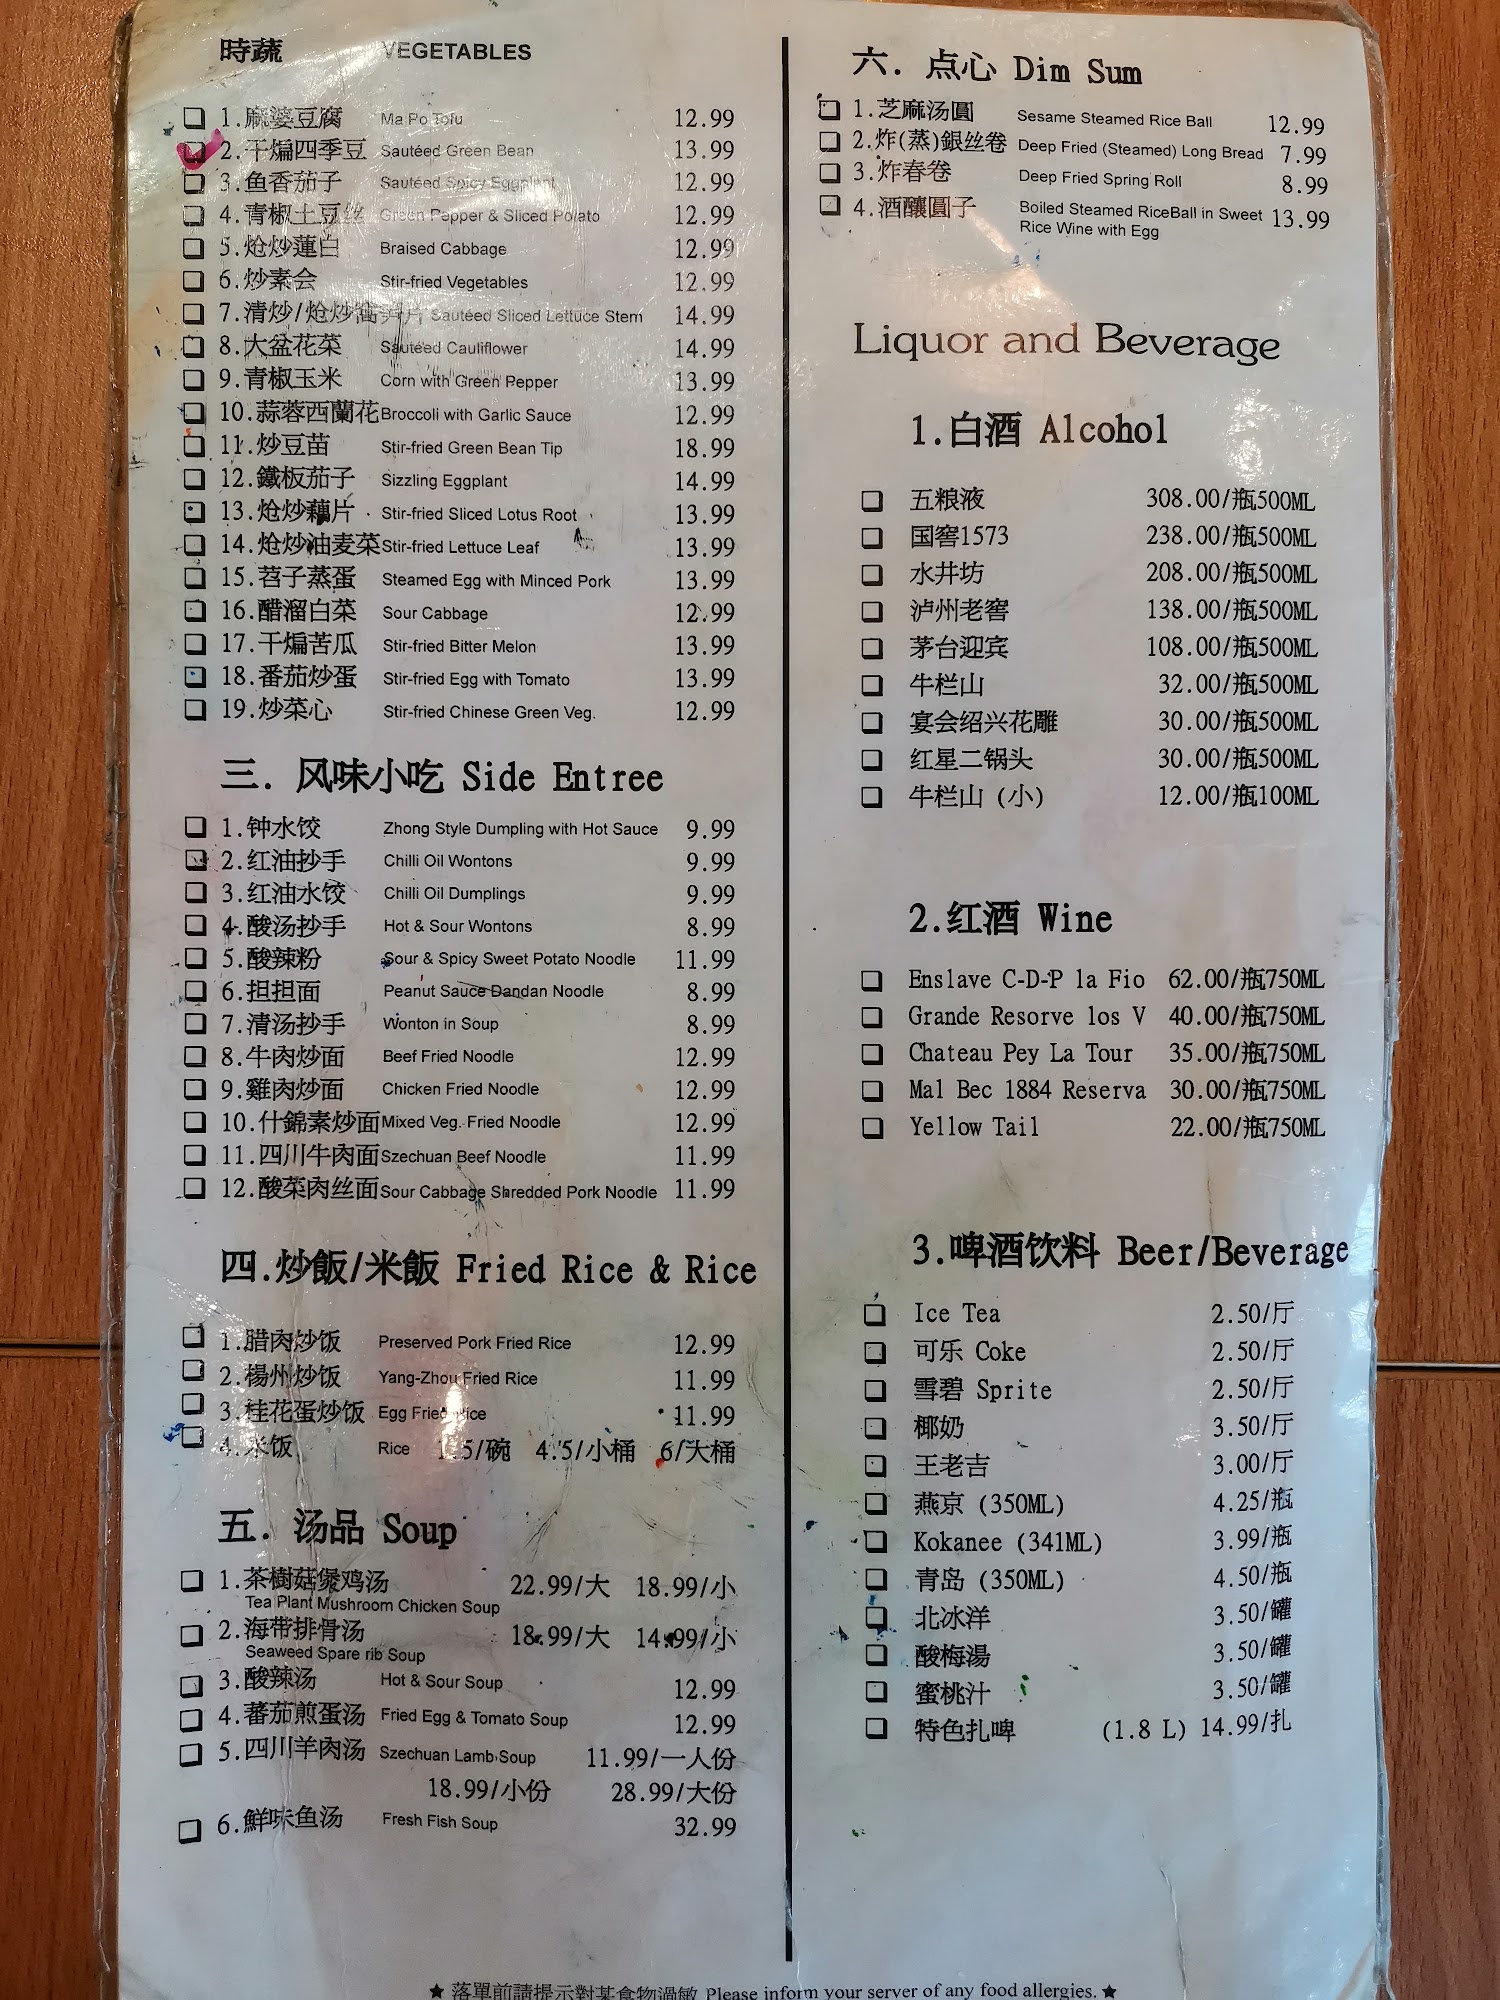 時蔬 VEGETABLES
1.麻婆豆腐 Ma Po Tofu 12.99
2.干煸四季豆 Sautéed Green Bean 13.99
3.鱼香茄子 Sautéed Spicy Eggplant 12.99
4.青椒土豆丝 Green Pepper & Sliced Potato 12.99
5.炝炒蓮白 Braised Cabbage 12.99
6.炒素会 Stir-fried Vegetables 12.99
7.清炒/炝炒萵笋片 Sautéed Sliced Lettuce Stem 14.99
8.大盆花菜 Sautéed Cauliflower 14.99
9.青椒玉米 Corn with Green Pepper 13.99
10.蒜蓉西蘭花 Broccoli with Garlic Sauce 12.99
11.炒豆苗 Stir-fried Green Bean Tip 18.99
12.鐵板茄子 Sizzling Eggplant 14.99
13.炝炒藕片 Stir-fried Sliced Lotus Root 13.99
14.炝炒油麦菜 Stir-fried Lettuce Leaf 13.99
15.苕子蒸蛋 Steamed Egg with Minced Pork 13.99
16.醋溜白菜 Sour Cabbage 12.99
17.干煸苦瓜 Stir-fried Bitter Melon 13.99
18.番茄炒蛋 Stir-fried Egg with Tomato 13.99
19.炒菜心 Stir-fried Chinese Green Veg. 12.99
三. 风味小吃 Side Entree
1.钟水饺 Zhong Style Dumpling with Hot Sauce 9.99
2.红油抄手 Chilli Oil Wontons 9.99
3.红油水饺 Chilli Oil Dumplings 9.99
4.酸汤抄手 Hot & Sour Wontons 8.99
5.酸辣粉 Sour & Spicy Sweet Potato Noodle 11.99
6.担担面 Peanut Sauce Dandan Noodle 8.99
7.清汤抄手 Wonton in Soup 8.99
8.牛肉炒面 Beef Fried Noodle 12.99
9.雞肉炒面 Chicken Fried Noodle 12.99
10.什錦素炒面 Mixed Veg. Fried Noodle 12.99
11.四川牛肉面 Szechuan Beef Noodle 11.99
12.酸菜肉丝面 Sour Cabbage Shredded Pork Noodle 11.99
四.炒飯/米飯 Fried Rice & Rice
1.腊肉炒饭 Preserved Pork Fried Rice 12.99
2.楊州炒饭 Yang-Zhou Fried Rice 11.99
3.桂花蛋炒饭 Egg Fried Rice 11.99
4.米饭 Rice 1.5/碗 4.5/小桶 6/大桶
五. 汤品 Soup
1.茶樹菇煲鸡汤 22.99/大 18.99/小
Tea Plant Mushroom Chicken Soup
2.海带排骨汤 18.99/大 14.99/小
Seaweed Spare rib Soup
3.酸辣汤 Hot & Sour Soup 12.99
4.蕃茄煎蛋汤 Fried Egg & Tomato Soup 12.99
5.四川羊肉汤 Szechuan Lamb Soup 11.99/一人份
18.99/小份 28.99/大份
6.鮮味鱼汤 Fresh Fish Soup 32.99
六. 点心 Dim Sum
1.芝麻汤圓 Sesame Steamed Rice Ball 12.99
2.炸(蒸)銀丝卷 Deep Fried (Steamed) Long Bread 7.99
3.炸春卷 Deep Fried Spring Roll 8.99
4.酒釀圓子 Boiled Steamed RiceBall in Sweet 13.99
Rice Wine with Egg
Liquor and Beverage
1.白酒 Alcohol
五粮液 308.00/瓶500ML
国窖1573 238.00/瓶500ML
水井坊 208.00/瓶500ML
泸州老窖 138.00/瓶500ML
茅台迎宾 108.00/瓶500ML
牛栏山 32.00/瓶500ML
宴会绍兴花雕 30.00/瓶500ML
红星二锅头 30.00/瓶500ML
牛栏山 (小) 12.00/瓶100ML
2.红酒 Wine
Enslave C-D-P la Fio 62.00/瓶750ML
Grande Resorve los V 40.00/瓶750ML
Chateau Pey La Tour 35.00/瓶750ML
Mal Bec 1884 Reserva 30.00/瓶750ML
Yellow Tail 22.00/瓶750ML
3.啤酒饮料 Beer/Beverage
Ice Tea 2.50/厅
可乐 Coke 2.50/厅
雪碧 Sprite 2.50/厅
椰奶 3.50/厅
王老吉 3.00/厅
燕京 (350ML) 4.25/瓶
Kokanee (341ML) 3.99/瓶
青岛 (350ML) 4.50/瓶
北冰洋 3.50/罐
酸梅湯 3.50/罐
蜜桃汁 3.50/罐
特色扎啤 (1.8 L) 14.99/扎
★ 落單前請提示對某食物過敏 Please inform your server of any food allergies. ★